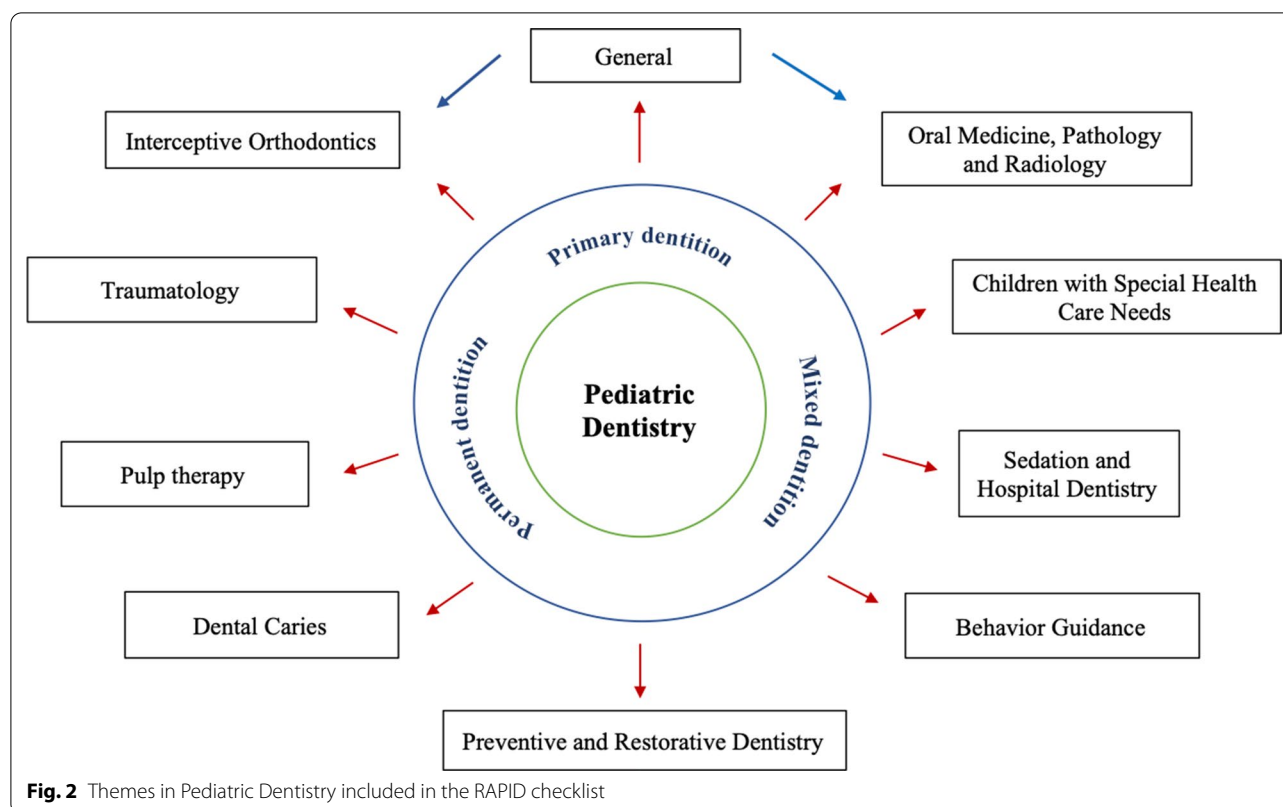 General
Interceptive Orthodontics
Oral Medicine, Pathology
and Radiology
Primary dentition
Traumatology
Children with Special Health
Care Needs
Permanent dentition
Pediatric
Dentistry
Mixed dentition
Pulp therapy
Sedation and
Hospital Dentistry
Dental Caries
Behavior Guidance
Preventive and Restorative Dentistry
Fig. 2 Themes in Pediatric Dentistry included in the RAPID checklist